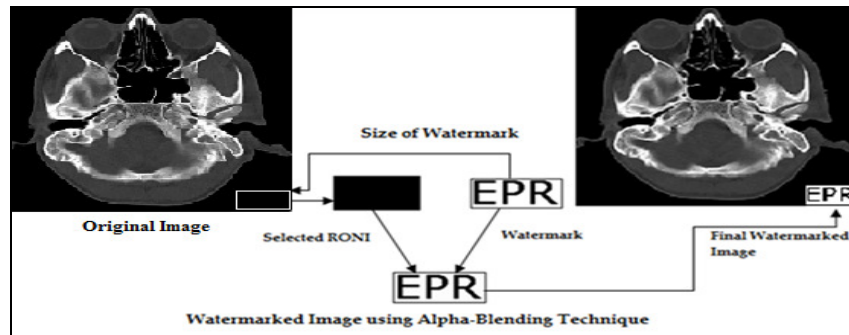 Size of Watermark
EPR
EPR
Original Image
Selected RONI
Watermark
Final Watermarked
Image
EPR
Watermarked Image using Alpha-Blending Technique